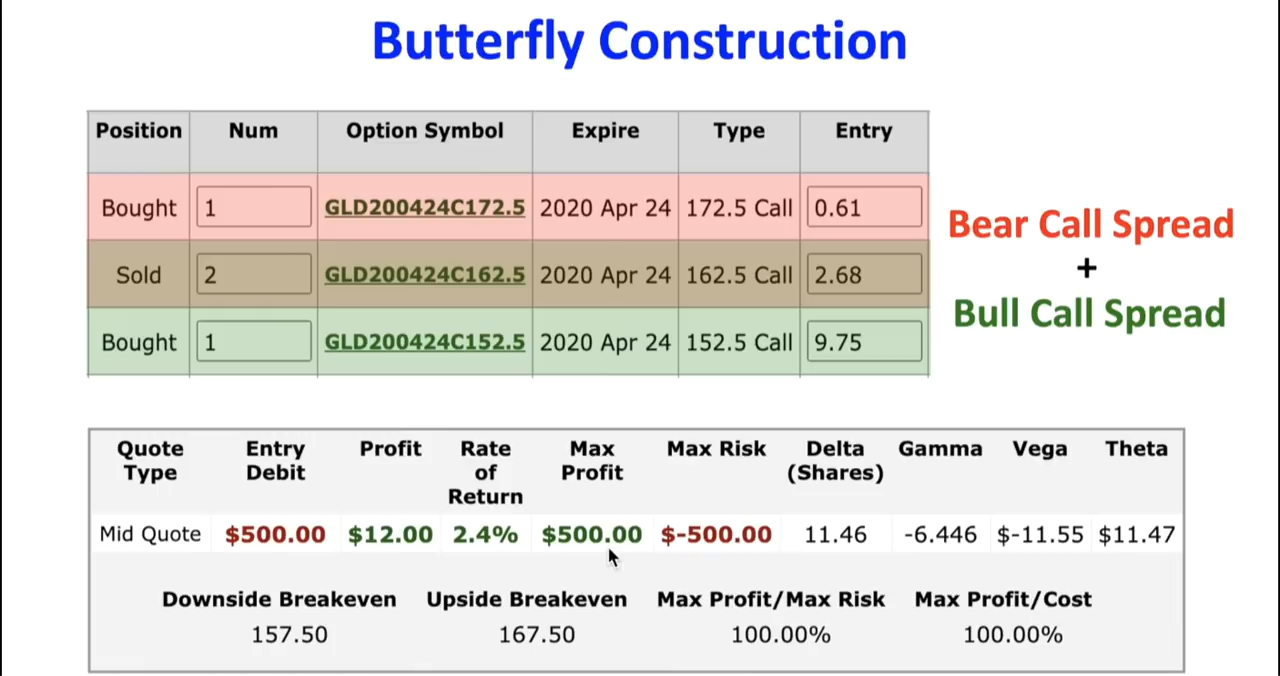 Butterfly Construction
Position Num Option Symbol Expire Type Entry
Bought 1 GLD200424C172.5 2020 Apr 24 172.5 Call 0.61
Sold 2 GLD200424C162.5 2020 Apr 24 162.5 Call 2.68
Bought 1 GLD200424C152.5 2020 Apr 24 152.5 Call 9.75
Bear Call Spread
+
Bull Call Spread
Quote Entry Profit Rate Max Max Risk Delta Gamma Vega Theta
Type Debit of Profit (Shares)
Return
Mid Quote $500.00 $12.00 2.4% $500.00 $-500.00 11.46 -6.446 $-11.55 $11.47
Downside Breakeven Upside Breakeven Max Profit/Max Risk Max Profit/Cost
157.50 167.50 100.00% 100.00%